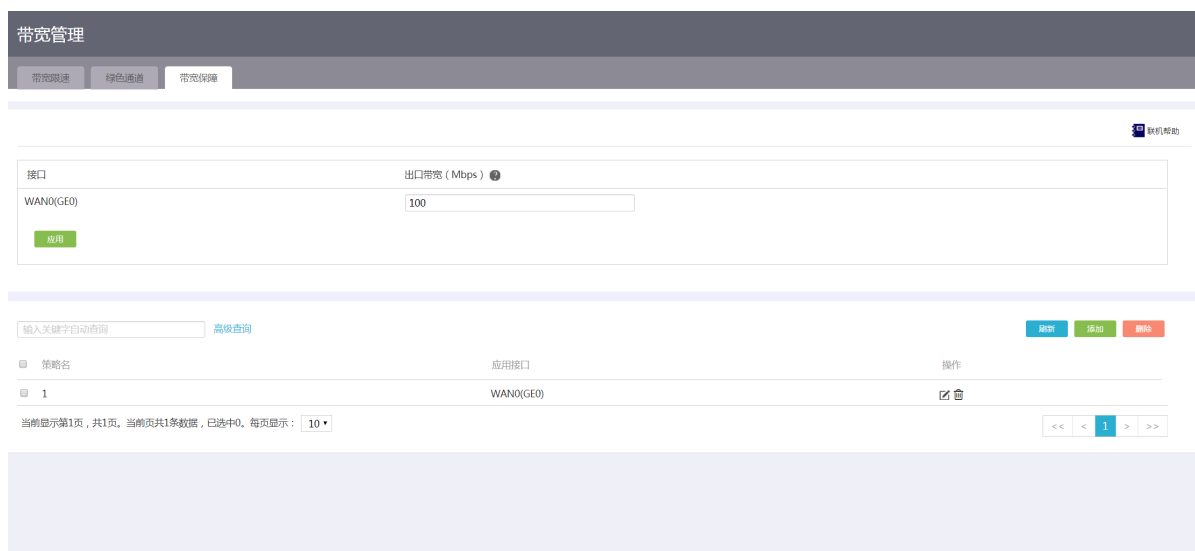 带宽管理
带宽限速 绿色通道 带宽保障
联机帮助
接口 出口带宽（Mbps） ?
WAN0(GE0) 100
应用
输入关键字自动查询 高级查询 刷新 添加 删除
策略名 应用接口 操作
1 WAN0(GE0)
当前显示第1页，共1页。当前页共1条数据，已选中0。每页显示： 10 << < 1 > >>